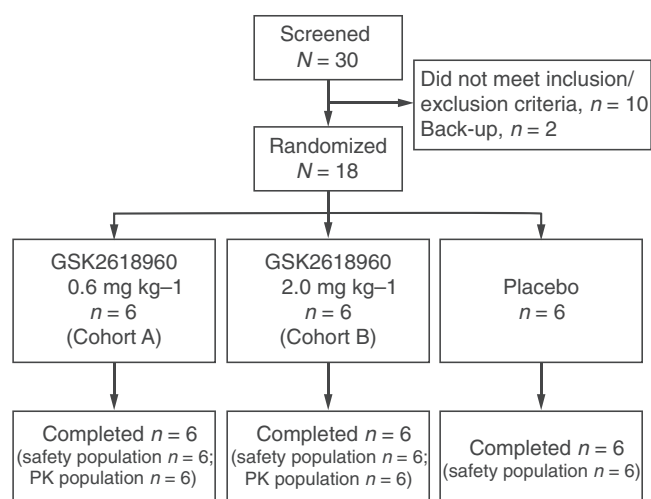 Screened
N = 30
Did not meet inclusion/
exclusion criteria, n = 10
Back-up, n = 2
Randomized
N = 18
GSK2618960
0.6 mg kg–1
n = 6
(Cohort A)
GSK2618960
2.0 mg kg–1
n = 6
(Cohort B)
Placebo
n = 6
Completed n = 6
(safety population n = 6;
PK population n = 6)
Completed n = 6
(safety population n = 6;
PK population n = 6)
Completed n = 6
(safety population n = 6)